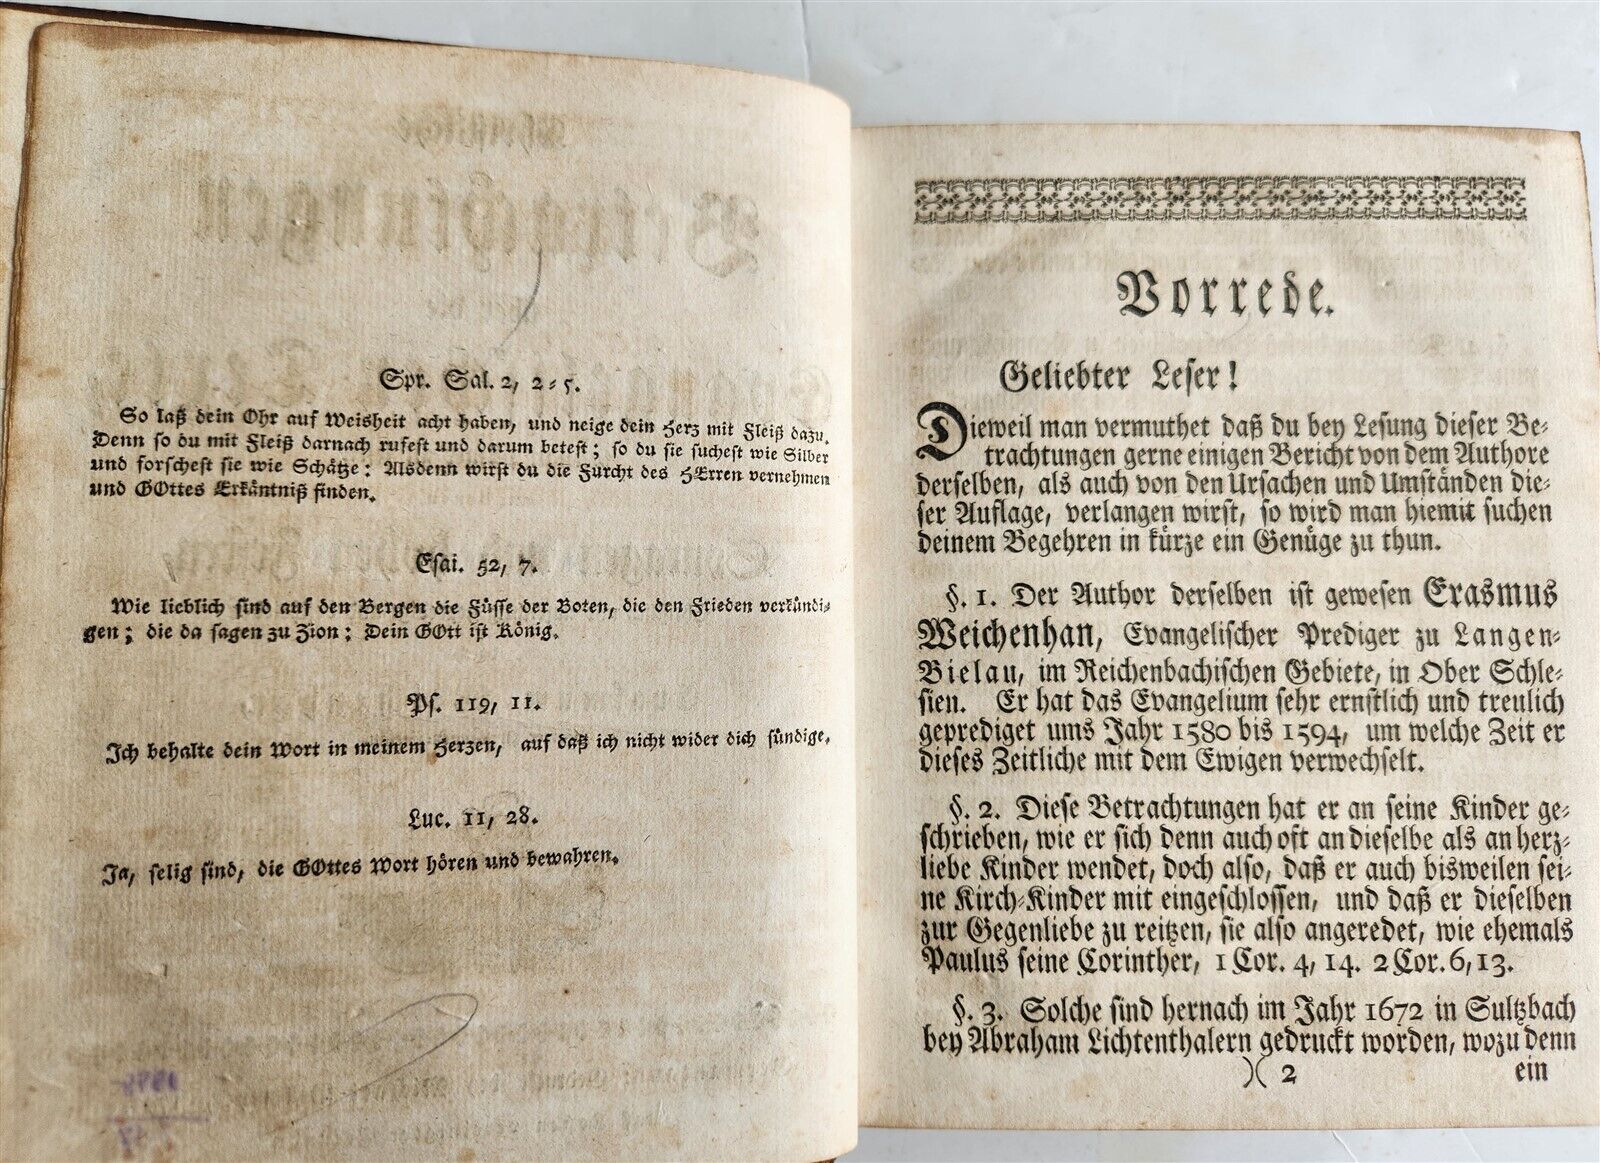 Spr. Sal. 2, 2-5.
So laß dein Ohr auf Weisheit acht haben, und neige dein Herz mit Fleiß dazu.
Denn so du mit Fleiß darnach rufest und darum betest; so du sie suchest wie Silber
und forschest sie wie Schätze: Alsdenn wirst du die Furcht des HErren vernehmen
und GOttes Erkäntniß finden.
Esai. 52, 7.
Wie lieblich sind auf den Bergen die Füsse der Boten, die den Frieden verkündi-
gen; die da sagen zu Zion: Dein GOtt ist König.
Ps. 119, 11.
Ich behalte dein Wort in meinem Herzen, auf daß ich nicht wider dich sündige.
Luc. 11, 28.
Ja, selig sind, die GOttes Wort hören und bewahren.
Vorrede.
Geliebter Leser!
Dieweil man vermuthet daß du bey Lesung dieser Be-
trachtungen gerne einigen Bericht von dem Authore
derselben, als auch von den Ursachen und Umständen die-
ser Auflage, verlangen wirst, so wird man hiemit suchen
deinem Begehren in kürze ein Genüge zu thun.
§. 1. Der Author derselben ist gewesen Erasmus
Weichenhan, Evangelischer Prediger zu Langen-
Bielau, im Reichenbachischen Gebiete, in Ober Schle-
sien. Er hat das Evangelium sehr ernstlich und treulich
geprediget ums Jahr 1580 bis 1594, um welche Zeit er
dieses Zeitliche mit dem Ewigen verwechselt.
§. 2. Diese Betrachtungen hat er an seine Kinder ge-
schrieben, wie er sich denn auch oft an dieselbe als an herz-
liebe Kinder wendet, doch also, daß er auch bisweilen sei-
ne Kirch-Kinder mit eingeschlossen, und daß er dieselben
zur Gegenliebe zu reitzen, sie also angeredet, wie ehemals
Paulus seine Corinther, 1 Cor. 4, 14. 2 Cor. 6, 13.
§. 3. Solche sind hernach im Jahr 1672 in Sultzbach
bey Abraham Lichtenthalern gedruckt worden, wozu denn
)( 2 ein